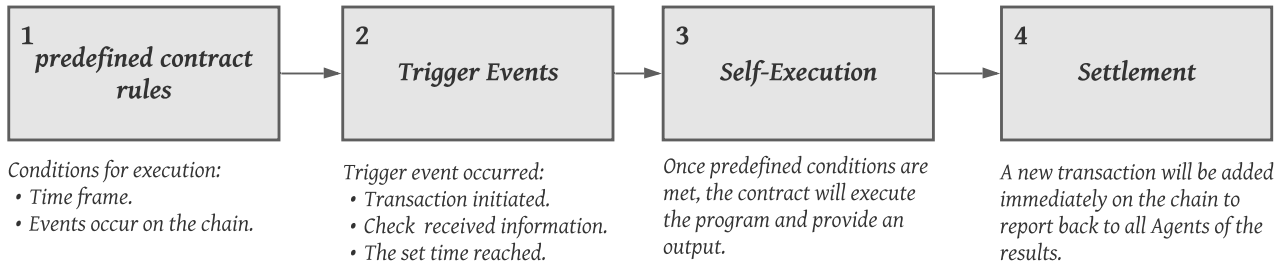 1
predefined contract
rules
Conditions for execution:
• Time frame.
• Events occur on the chain.
2
Trigger Events
Trigger event occurred:
• Transaction initiated.
• Check received information.
• The set time reached.
3
Self-Execution
Once predefined conditions are
met, the contract will execute
the program and provide an
output.
4
Settlement
A new transaction will be added
immediately on the chain to
report back to all Agents of the
results.